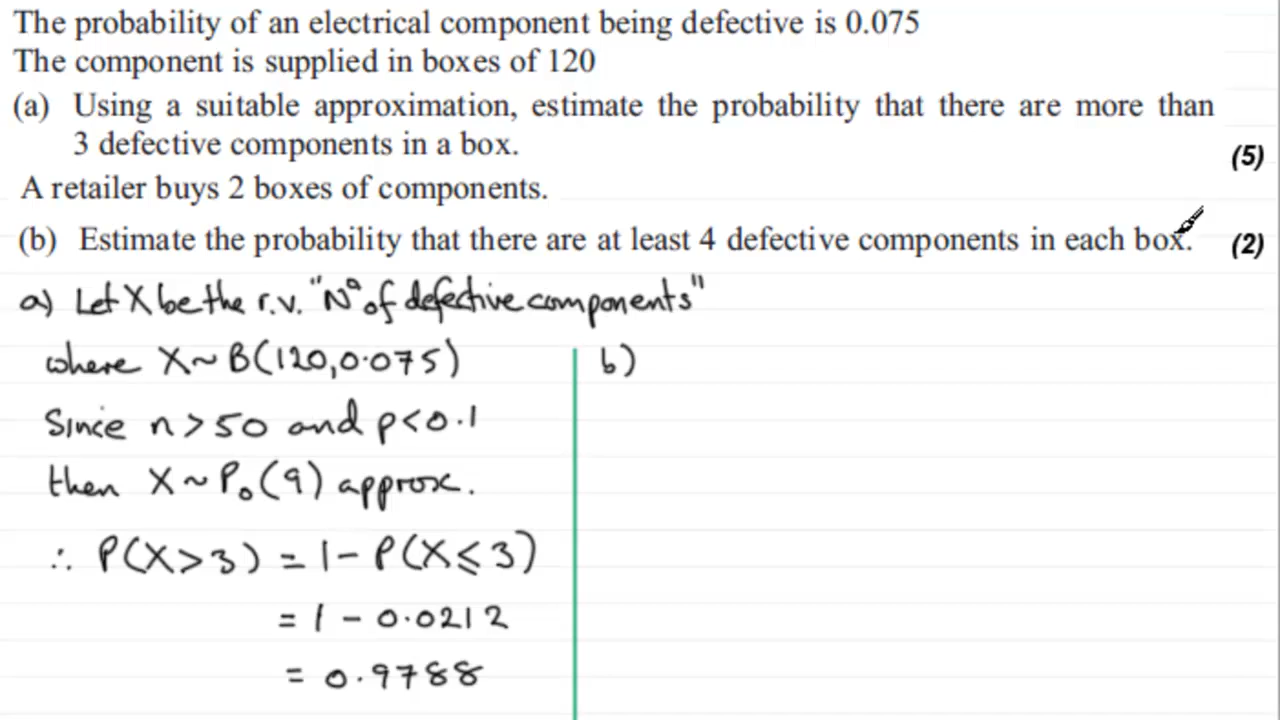 The probability of an electrical component being defective is 0.075
The component is supplied in boxes of 120
(a) Using a suitable approximation, estimate the probability that there are more than
3 defective components in a box.
(5)
A retailer buys 2 boxes of components.
(b) Estimate the probability that there are at least 4 defective components in each box. (2)
a) Let X be the r.v. "Nº of defective components"
where X ~ B(120, 0.075)
Since n > 50 and p < 0.1
then X ~ P₀(9) approx.
∴ P(X > 3) = 1 - P(X ⩽ 3)
= 1 - 0.0212
= 0.9788
b)